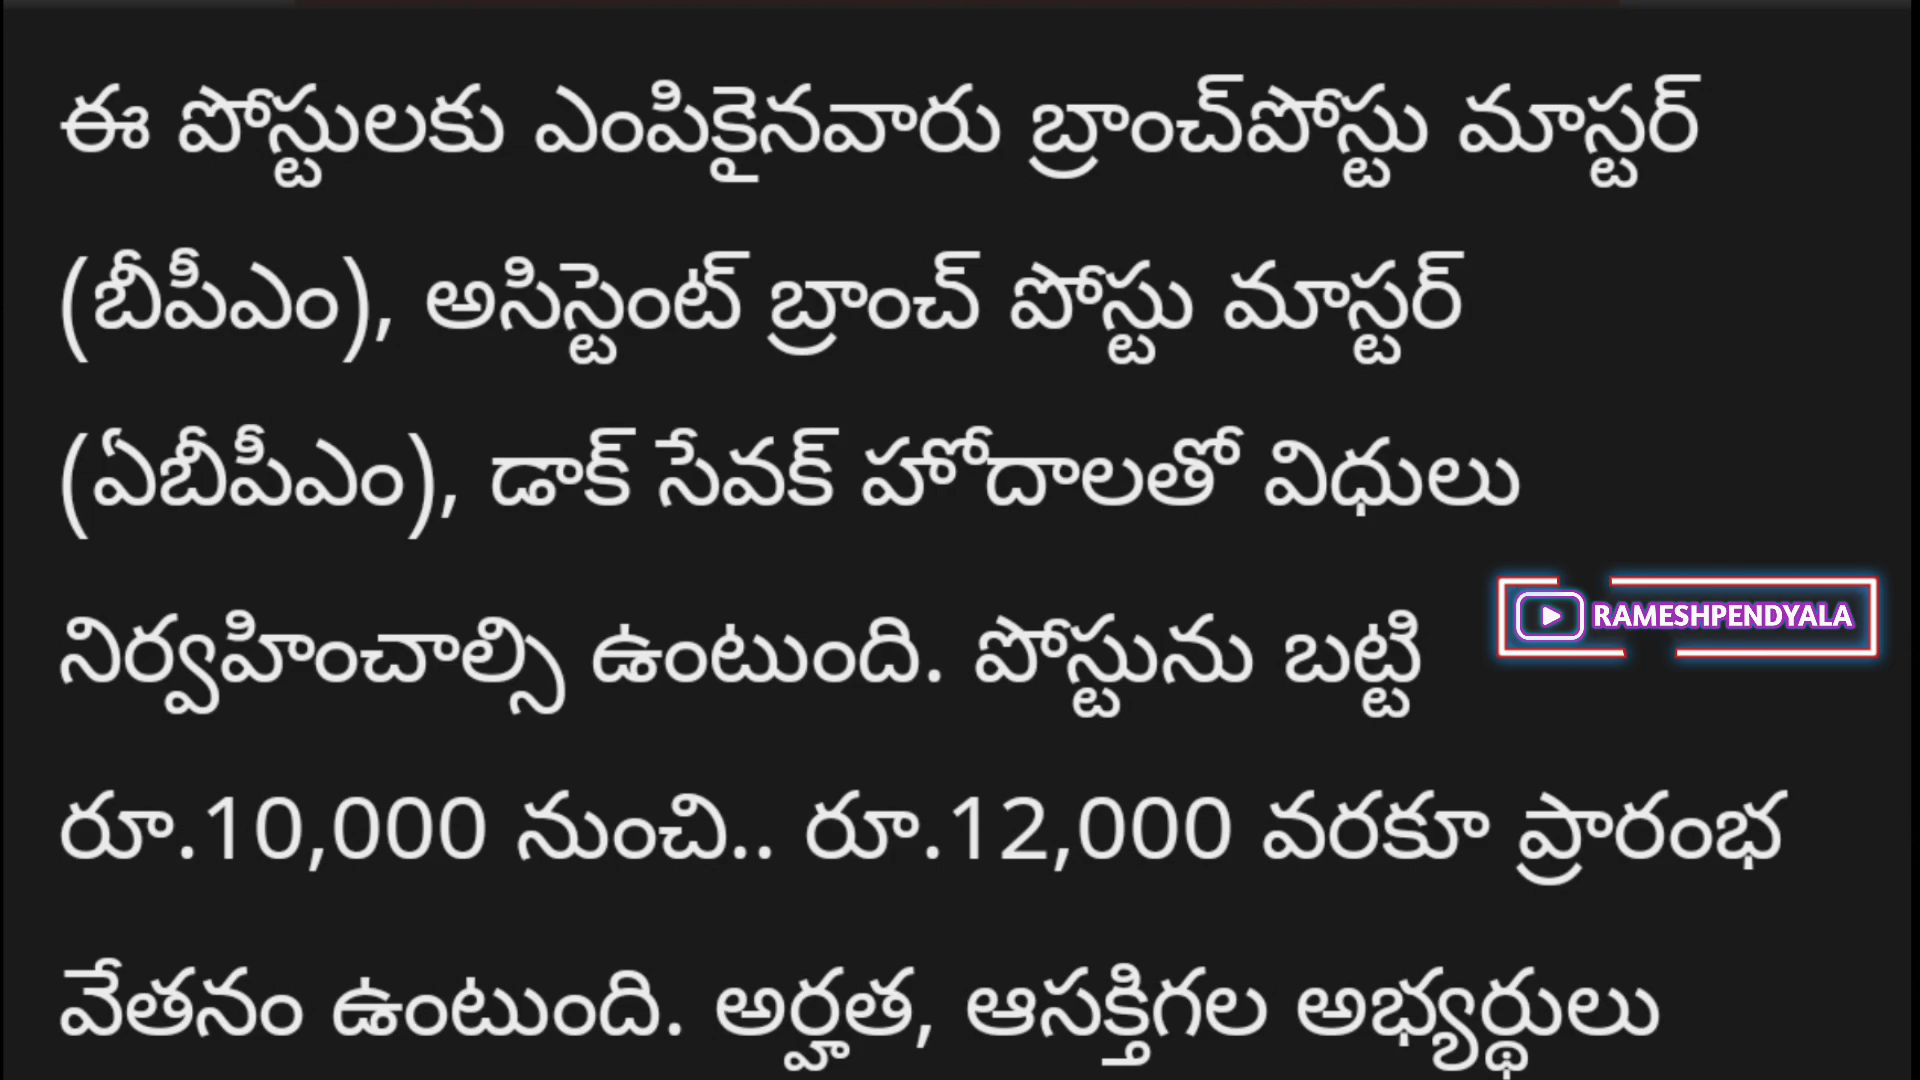 ఈ పోస్టులకు ఎంపికైనవారు బ్రాంచ్‌పోస్టు మాస్టర్
(బీపీఎం), అసిస్టెంట్ బ్రాంచ్ పోస్టు మాస్టర్
(ఏబీపీఎం), డాక్ సేవక్ హోదాలతో విధులు
నిర్వహించాల్సి ఉంటుంది. పోస్టును బట్టి
RAMESHPENDYALA
రూ.10,000 నుంచి.. రూ.12,000 వరకూ ప్రారంభ
వేతనం ఉంటుంది. అర్హత, ఆసక్తిగల అభ్యర్థులు